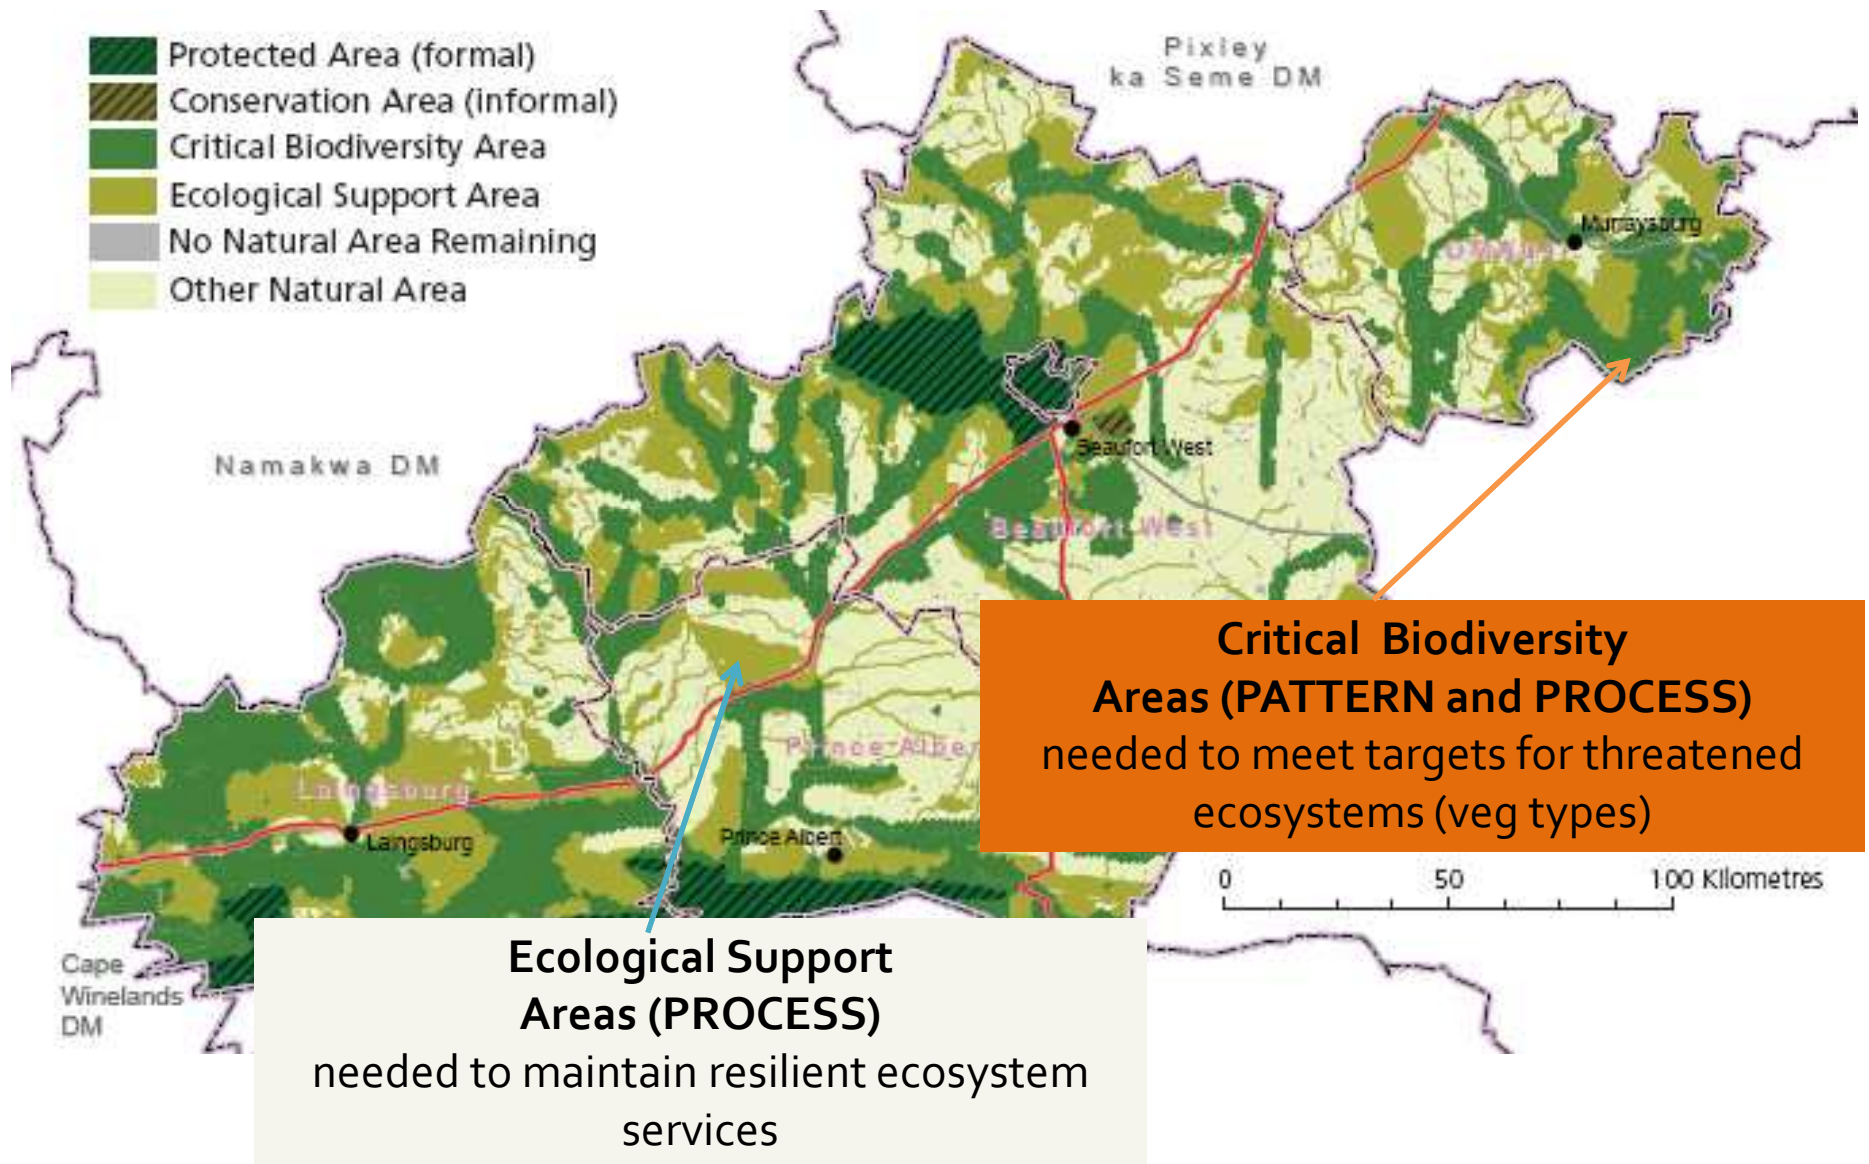 Protected Area (formal)
Conservation Area (informal)
Critical Biodiversity Area
Ecological Support Area
No Natural Area Remaining
Other Natural Area
Pixley
ka Seme DM
Murraysburg
Namakwa DM
Beaufort West
Beaufort West
Critical Biodiversity
Areas (PATTERN and PROCESS)
needed to meet targets for threatened
ecosystems (veg types)
Prince Alber
Laingsburg
Laingsburg
Prince Albert
0 50 100 Kilometres
Cape
Winelands
DM
Ecological Support
Areas (PROCESS)
needed to maintain resilient ecosystem
services